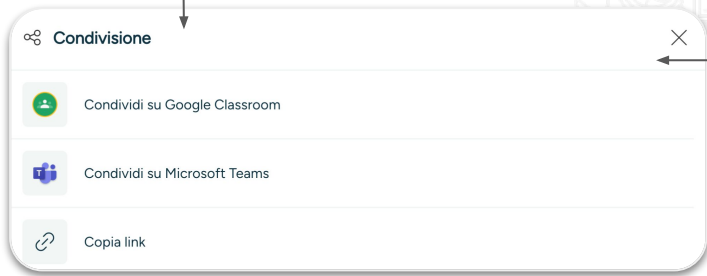 Condivisione
Condividi su Google Classroom
Condividi su Microsoft Teams
Copia link